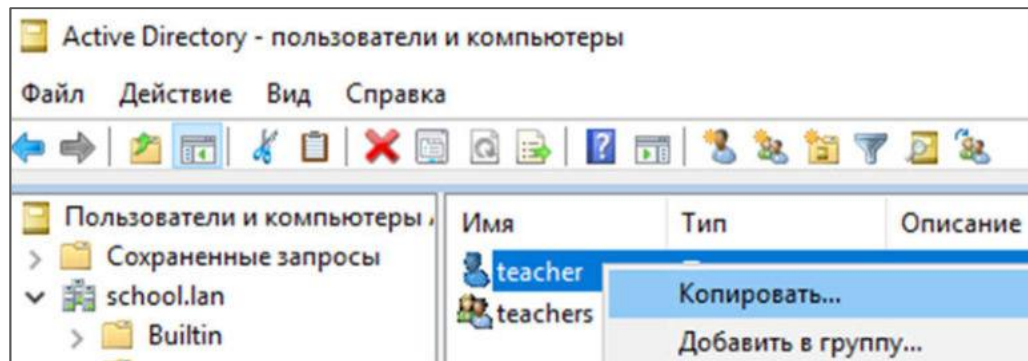 Active Directory - пользователи и компьютеры
Файл Действие Вид Справка
Пользователи и компьютеры
Сохраненные запросы
school.lan
Builtin
Имя Тип Описание
teacher
teachers
Копировать...
Добавить в группу...